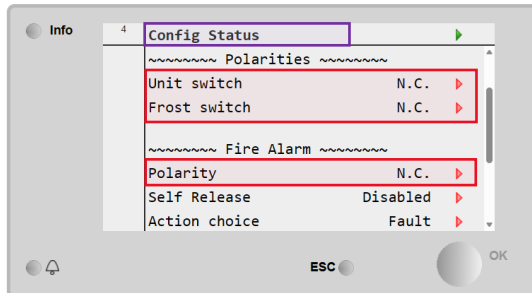 Info
4
Config Status
~~~~~~~~ Polarities ~~~~~~~~
Unit switch N.C.
Frost switch N.C.
~~~~~~~~ Fire Alarm ~~~~~~~~
Polarity N.C.
Self Release Disabled
Action choice Fault
OK
ESC